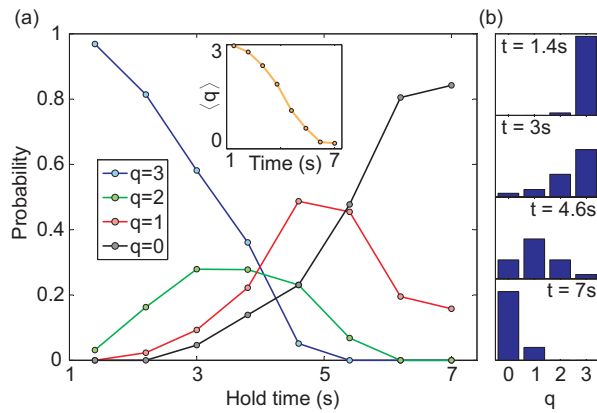 (a)
(b)
1
0.8
0.6
0.4
0.2
0
Probability
1
3
5
7
Hold time (s)
q=3
q=2
q=1
q=0
3
0
⟨q⟩
1
7
Time (s)
t = 1.4s
t = 3s
t = 4.6s
t = 7s
0 1 2 3
q